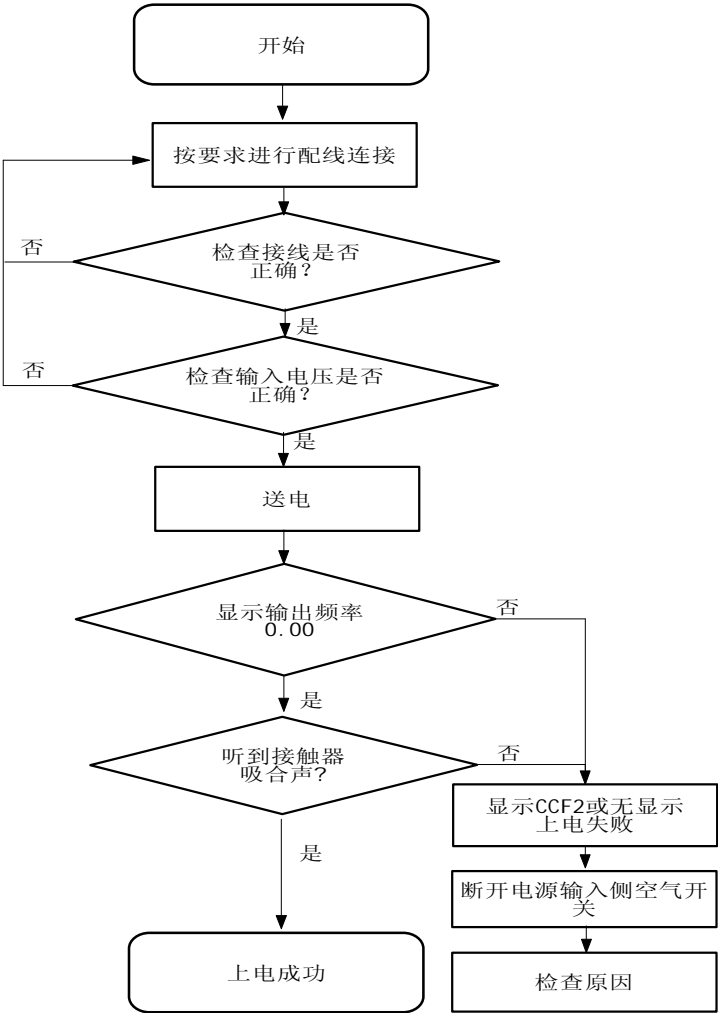 开始
按要求进行配线连接
否
检查接线是否
正确?
是
否
检查输入电压是否
正确?
是
送电
显示输出频率
0.00
否
是
听到接触器
吸合声?
否
显示CCF2或无显示
上电失败
是
断开电源输入侧空气开
关
上电成功
检查原因